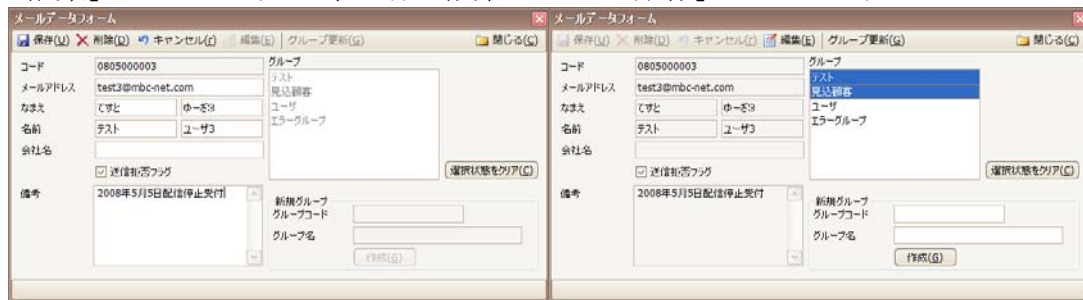 メールデータフォーム
保存(U) 削除(D) キャンセル(r) 編集(E) グループ更新(G) 閉じる(C)
コード 0805000003
メールアドレス test3@mbc-net.com
なまえ てすと ゆーざ3
名前 テスト ユーザ3
会社名
送信拒否フラグ
備考 2008年5月5日配信停止受付
グループ
テスト
見込顧客
ユーザ
エラーグループ
選択状態をクリア(C)
新規グループ
グループコード
グループ名
作成(G)
メールデータフォーム
保存(U) 削除(D) キャンセル(r) 編集(E) グループ更新(G) 閉じる(C)
コード 0805000003
メールアドレス test3@mbc-net.com
なまえ てすと ゆーざ3
名前 テスト ユーザ3
会社名
送信拒否フラグ
備考 2008年5月5日配信停止受付
グループ
テスト
見込顧客
ユーザ
エラーグループ
選択状態をクリア(C)
新規グループ
グループコード
グループ名
作成(G)